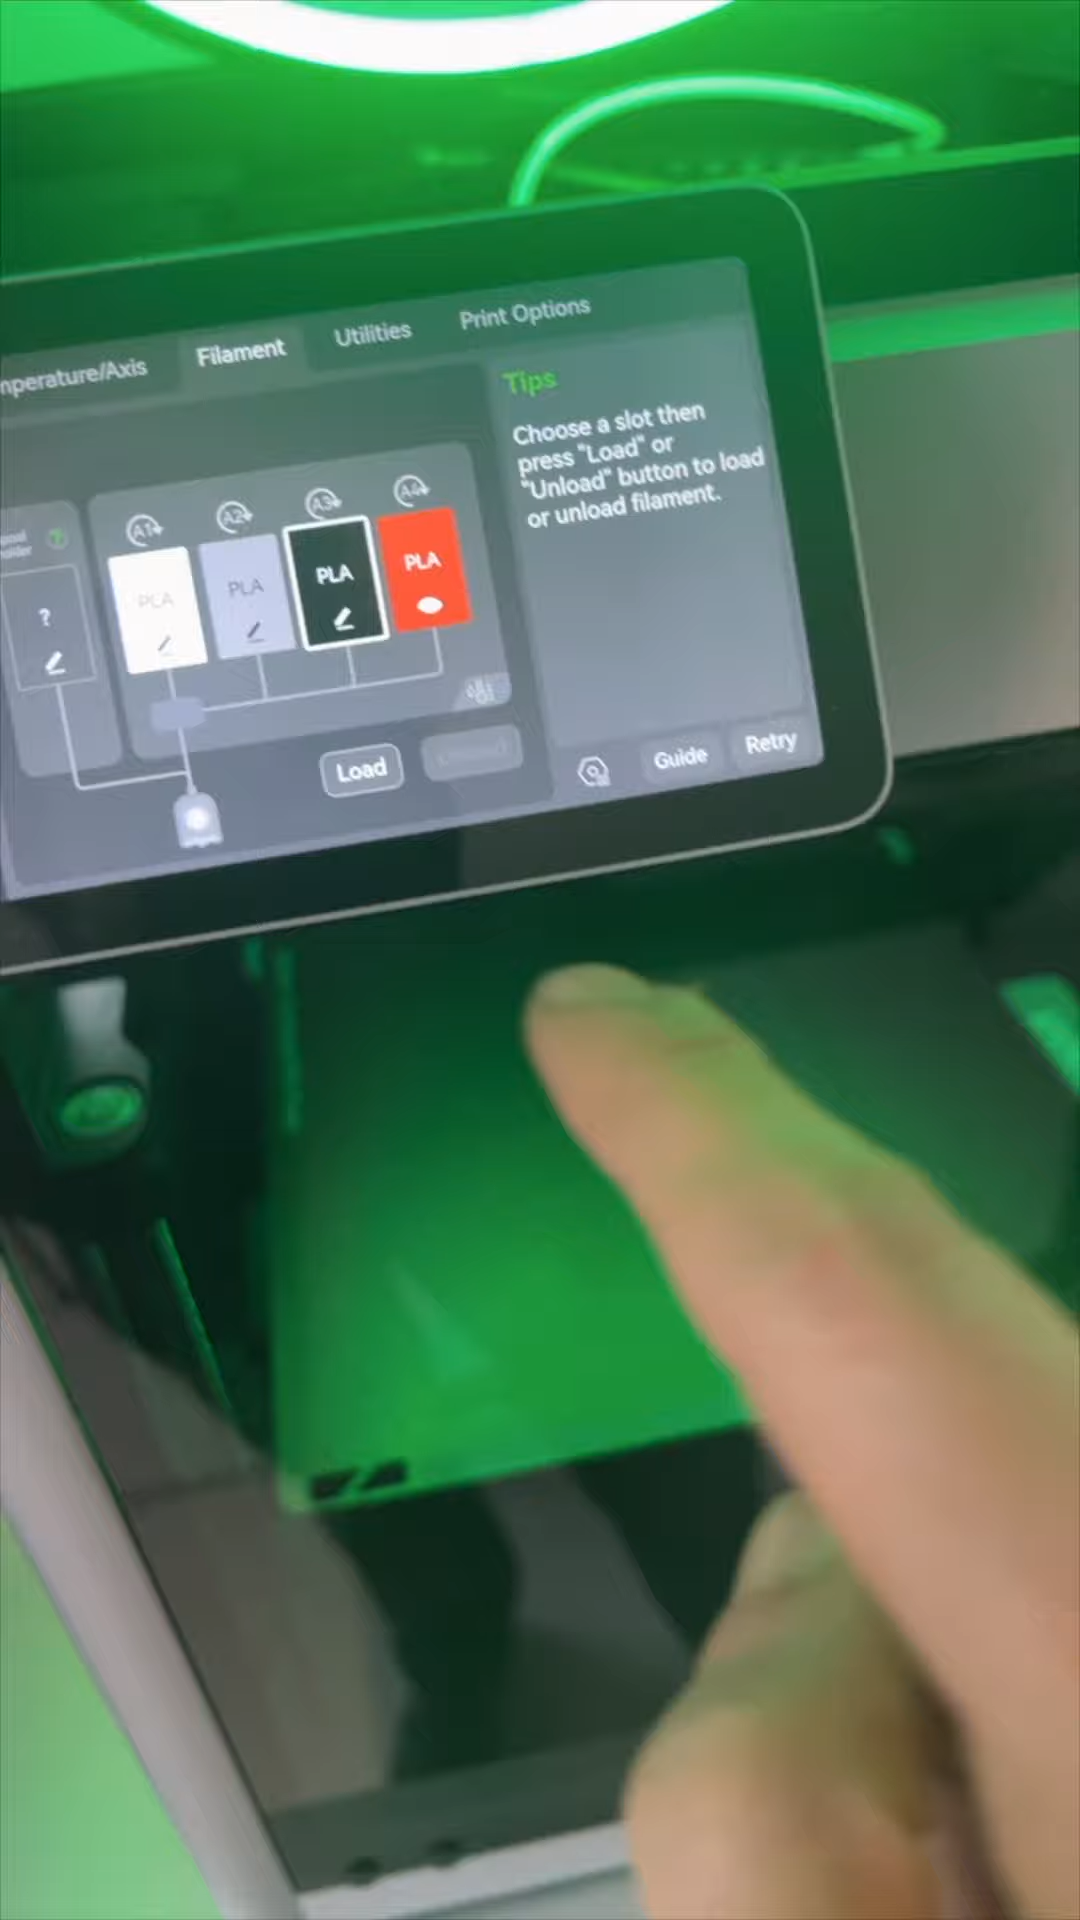 mperature/Axis
Filament
Utilities
Print Options
Tips
Choose a slot then
press "Load" or
"Unload" button to load
or unload filament.
A1
A2
A3
A4
?
PLA
PLA
PLA
PLA
Load
Guide
Retry